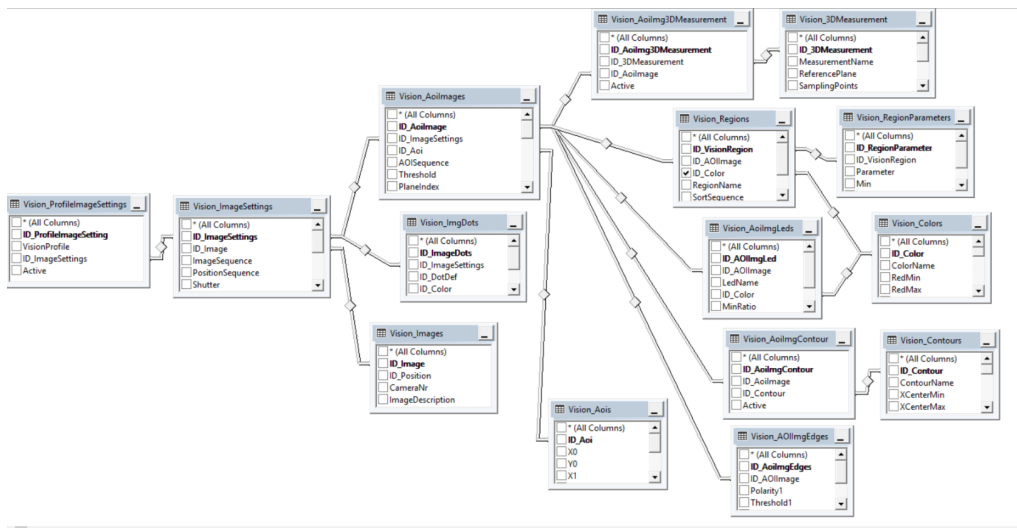 Vision_AoiImg3DMeasurement
* (All Columns)
ID_AoiImg3DMeasurement
ID_3DMeasurement
ID_AoiImage
Active
Vision_3DMeasurement
* (All Columns)
ID_3DMeasurement
MeasurementName
ReferencePlane
SamplingPoints
Vision_AoiImages
* (All Columns)
ID_AoiImage
ID_ImageSettings
ID_Aoi
AOISequence
Threshold
PlaneIndex
Vision_Regions
* (All Columns)
ID_VisionRegion
ID_AOIImage
ID_Color
RegionName
SortSequence
Vision_RegionParameters
* (All Columns)
ID_RegionParameter
ID_VisionRegion
Parameter
Min
Vision_ProfileImageSettings
* (All Columns)
ID_ProfileImageSetting
VisionProfile
ID_ImageSettings
Active
Vision_ImageSettings
* (All Columns)
ID_ImageSettings
ID_Image
ImageSequence
PositionSequence
Shutter
Vision_ImgDots
* (All Columns)
ID_ImageDots
ID_ImageSettings
ID_DotDef
ID_Color
Vision_AoiImgLeds
* (All Columns)
ID_AOIImgLed
ID_AOIImage
LedName
ID_Color
MinRatio
Vision_Colors
* (All Columns)
ID_Color
ColorName
RedMin
RedMax
Vision_Images
* (All Columns)
ID_Image
ID_Position
CameraNr
ImageDescription
Vision_AoiImgContour
* (All Columns)
ID_AoiImgContour
ID_AoiImage
ID_Contour
Active
Vision_Contours
* (All Columns)
ID_Contour
ContourName
XCenterMin
XCenterMax
Vision_Aois
* (All Columns)
ID_Aoi
X0
Y0
X1
Vision_AOIImgEdges
* (All Columns)
ID_AoiImgEdges
ID_AOIImage
Polarity1
Threshold1